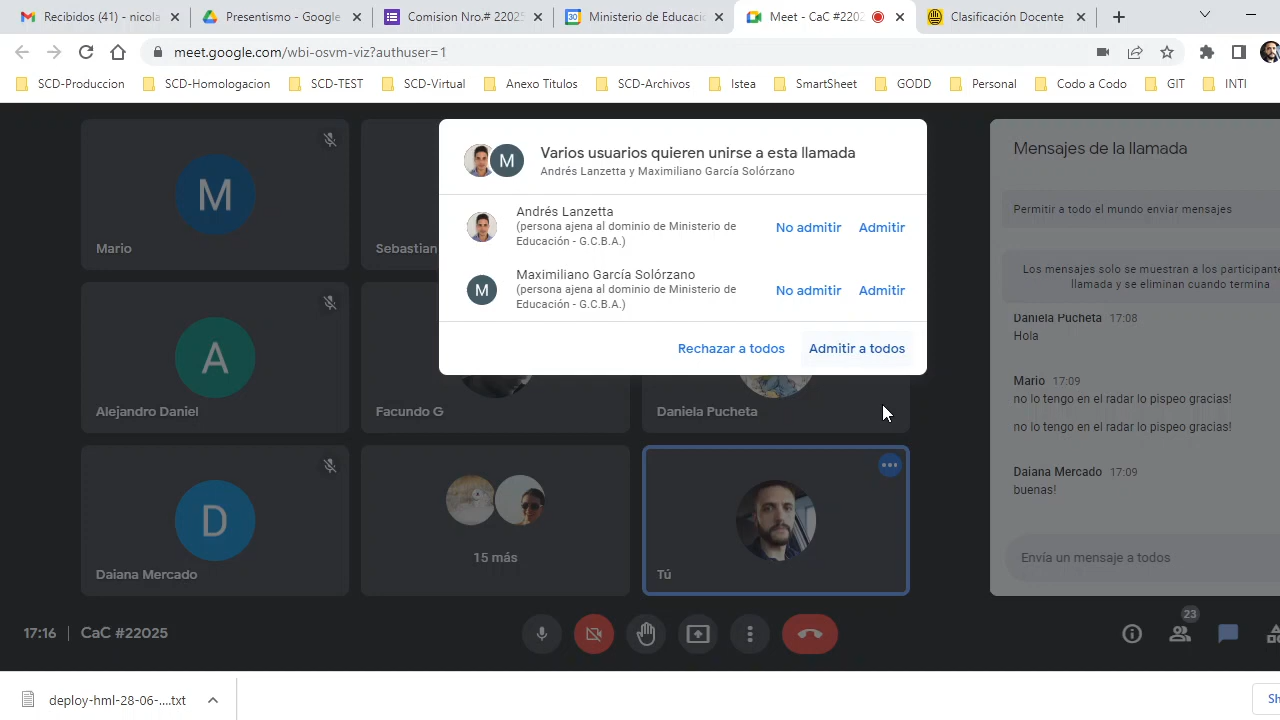 Recibidos (41) - nicola
Presentismo - Google
Comision Nro.# 22025
Ministerio de Educació
Meet - CaC #2202
Clasificación Docente
meet.google.com/wbi-osvm-viz?authuser=1
SCD-Produccion
SCD-Homologacion
SCD-TEST
SCD-Virtual
Anexo Titulos
SCD-Archivos
Istea
SmartSheet
GODD
Personal
Codo a Codo
GIT
INTI
M
Mario
Sebastian
A
Alejandro Daniel
Facundo G
Daniela Pucheta
D
Daiana Mercado
15 más
Tú
M
Varios usuarios quieren unirse a esta llamada
Andrés Lanzetta y Maximiliano García Solórzano
Andrés Lanzetta
(persona ajena al dominio de Ministerio de
Educación - G.C.B.A.)
No admitir
Admitir
M
Maximiliano García Solórzano
(persona ajena al dominio de Ministerio de
Educación - G.C.B.A.)
No admitir
Admitir
Rechazar a todos
Admitir a todos
Mensajes de la llamada
Permitir a todo el mundo enviar mensajes
Los mensajes solo se muestran a los participante
llamada y se eliminan cuando termina
Daniela Pucheta 17:08
Hola
Mario 17:09
no lo tengo en el radar lo pispeo gracias!
no lo tengo en el radar lo pispeo gracias!
Daiana Mercado 17:09
buenas!
Envía un mensaje a todos
17:16 | CaC #22025
23
deploy-hml-28-06-....txt
Sh